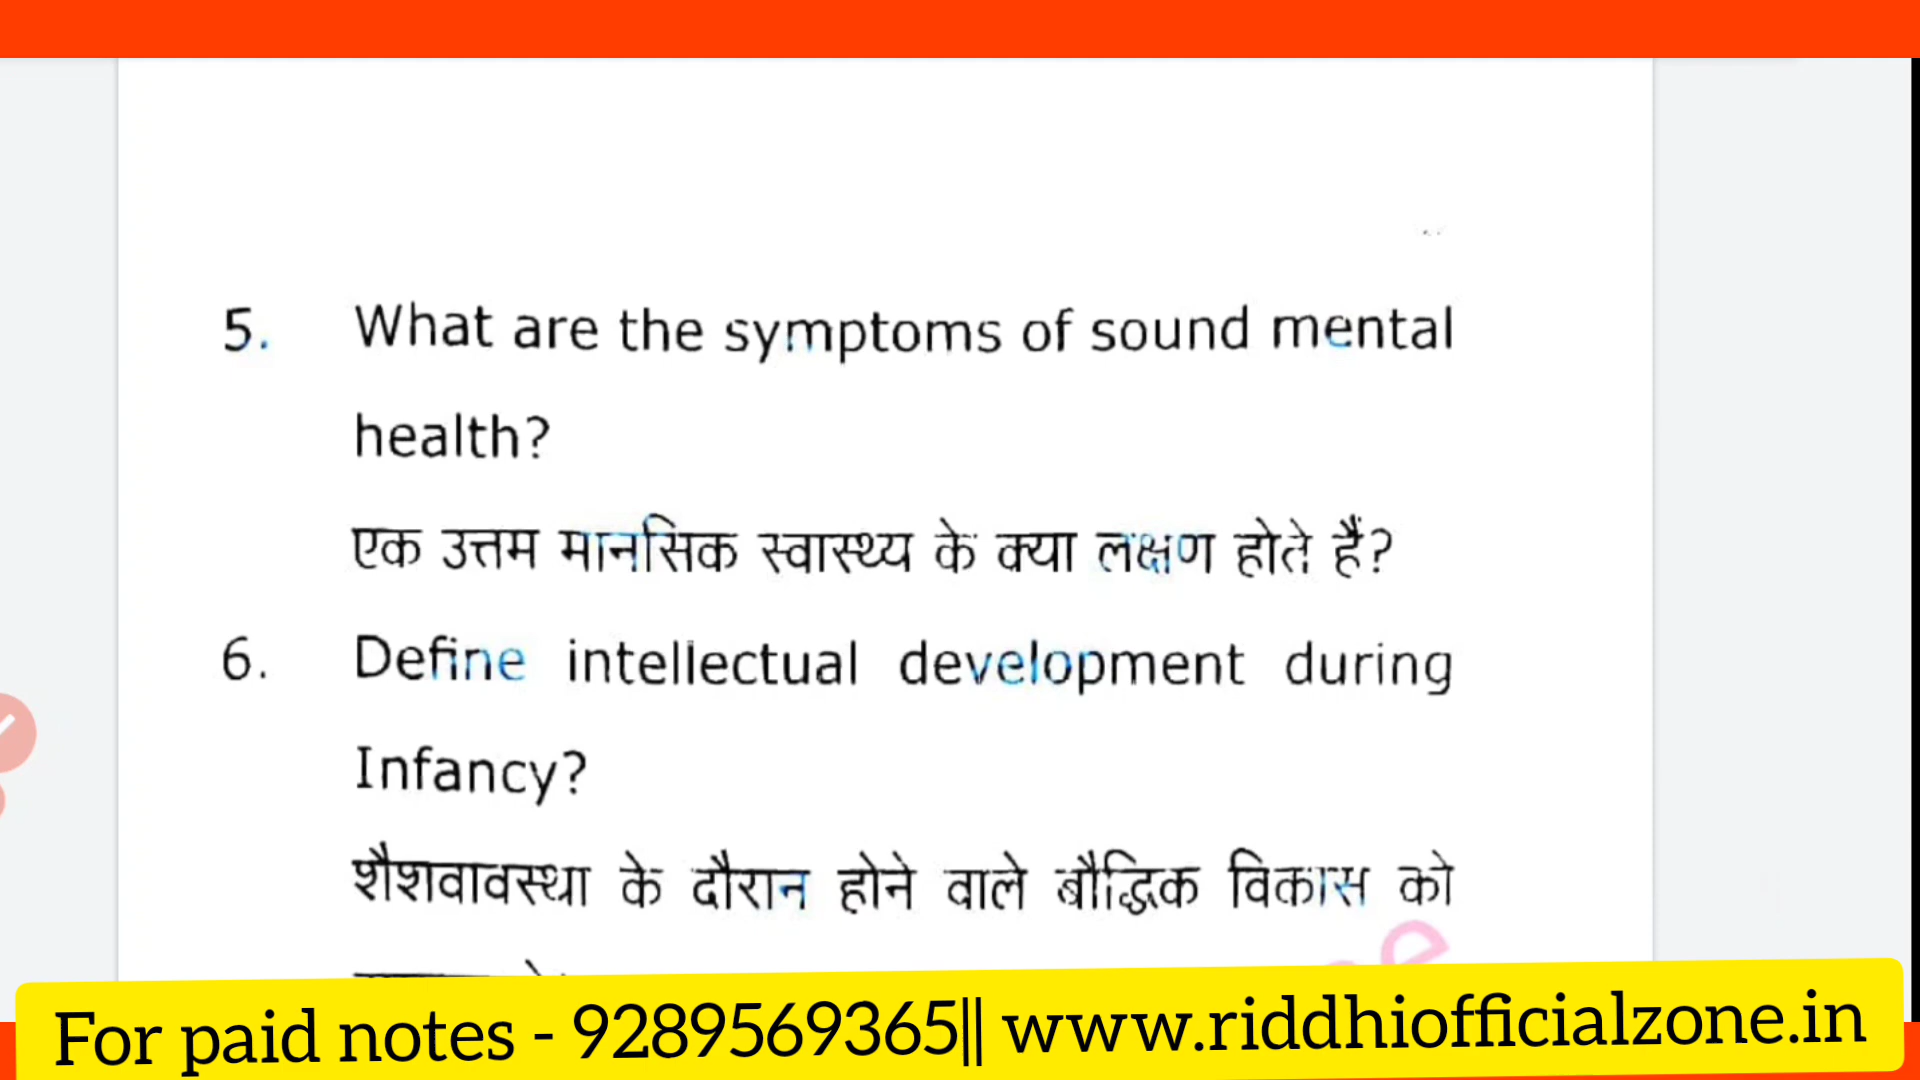 5. What are the symptoms of sound mental
health?
एक उत्तम मानसिक स्वास्थ्य के क्या लक्षण होते हैं?
6. Define intellectual development during
Infancy?
शैशवावस्था के दौरान होने वाले बौद्धिक विकास को
For paid notes - 9289569365|| www.riddhiofficialzone.in